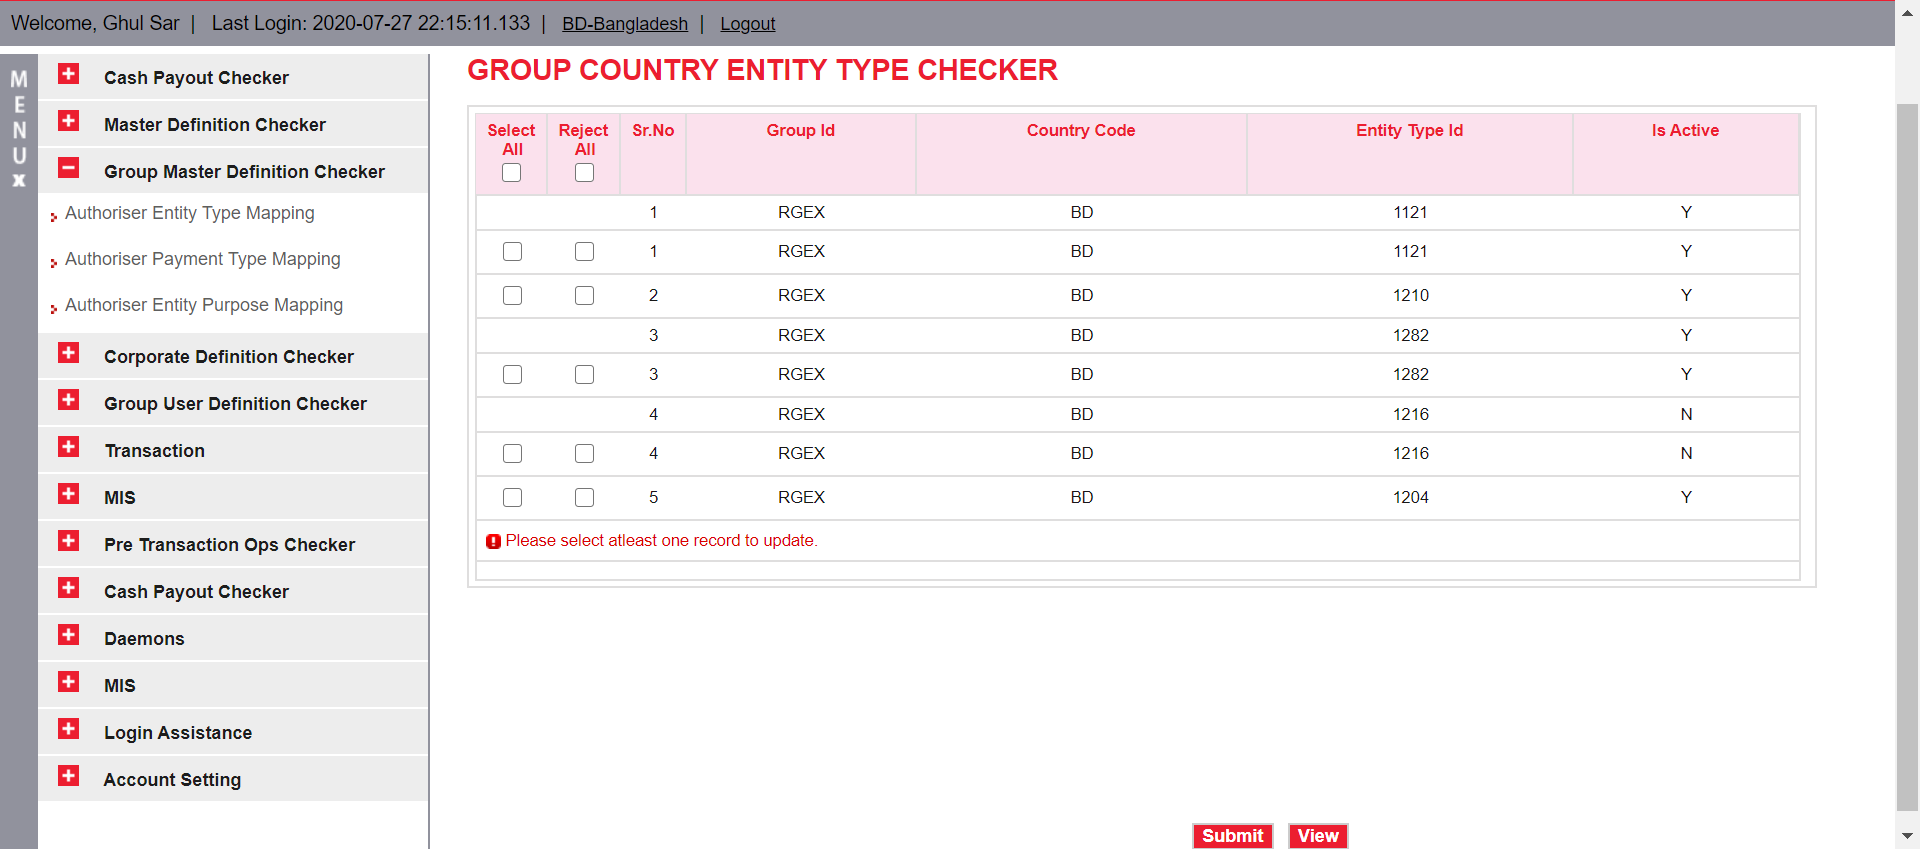 Welcome, Ghul Sar | Last Login: 2020-07-27 22:15:11.133 | BD-Bangladesh | Logout
MENU x
Cash Payout Checker
Master Definition Checker
Group Master Definition Checker
Authoriser Entity Type Mapping
Authoriser Payment Type Mapping
Authoriser Entity Purpose Mapping
Corporate Definition Checker
Group User Definition Checker
Transaction
MIS
Pre Transaction Ops Checker
Cash Payout Checker
Daemons
MIS
Login Assistance
Account Setting
GROUP COUNTRY ENTITY TYPE CHECKER
Select All Reject All Sr.No Group Id Country Code Entity Type Id Is Active
1 RGEX BD 1121 Y
1 RGEX BD 1121 Y
2 RGEX BD 1210 Y
3 RGEX BD 1282 Y
3 RGEX BD 1282 Y
4 RGEX BD 1216 N
4 RGEX BD 1216 N
5 RGEX BD 1204 Y
Please select atleast one record to update.
Submit View